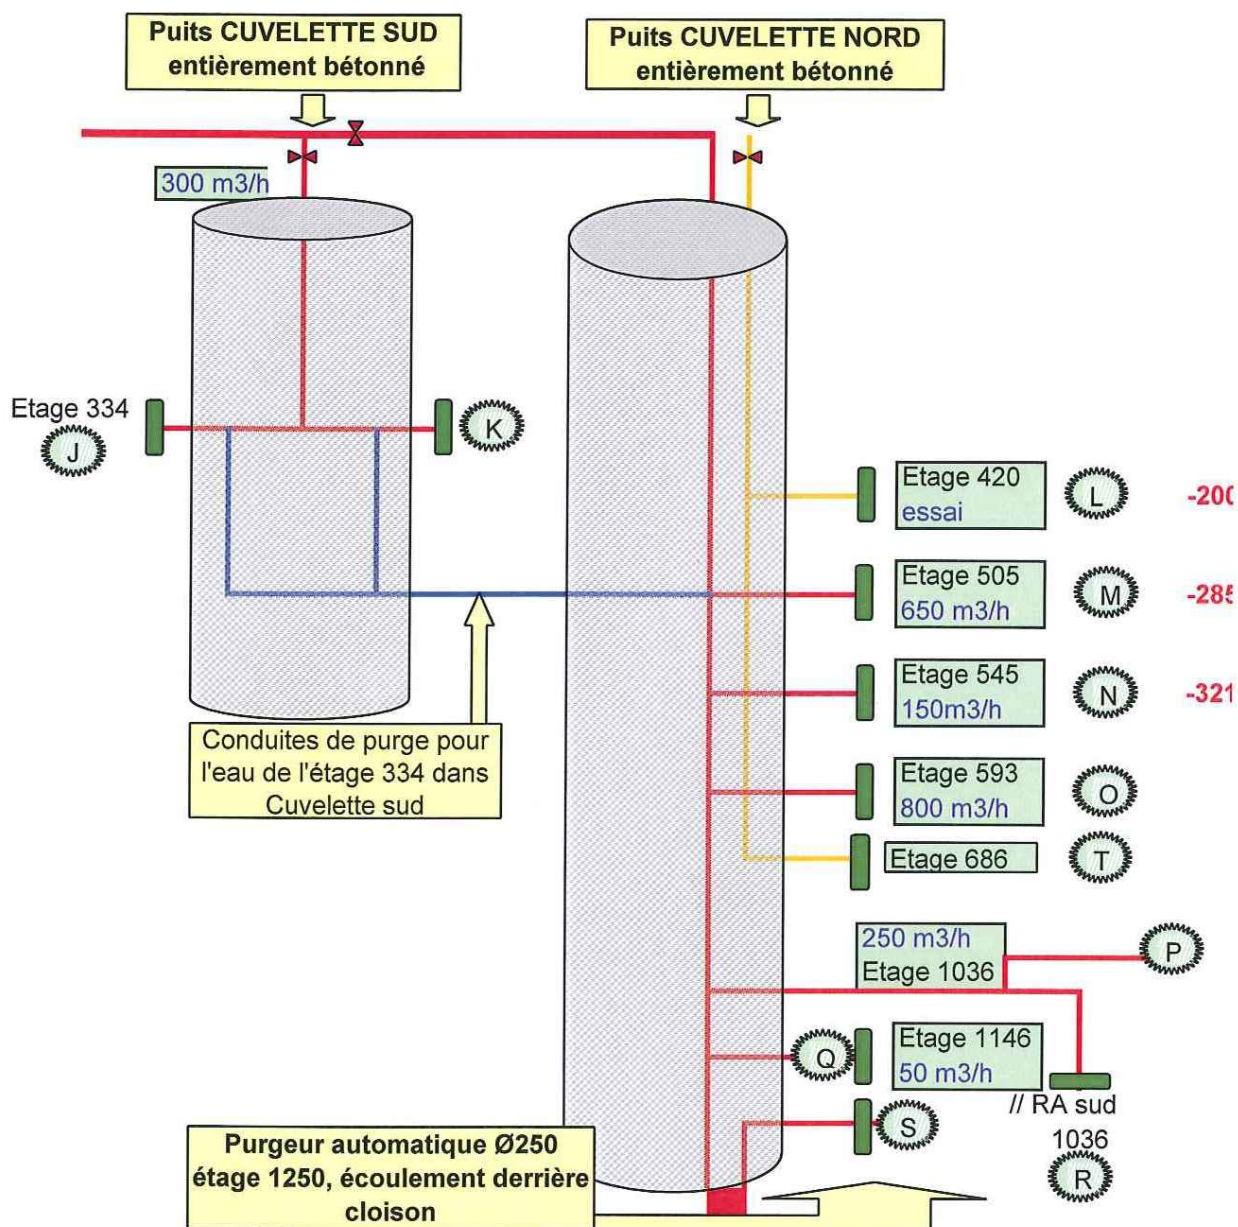 Puits CUVELETTE SUD
entièrement bétonné
Puits CUVELETTE NORD
entièrement bétonné
300 m3/h
Etage 334
J
K
Etage 420
essai
L
-200
Etage 505
650 m3/h
M
-285
Etage 545
150m3/h
N
-321
Conduites de purge pour
l'eau de l'étage 334 dans
Cuvelette sud
Etage 593
800 m3/h
O
Etage 686
T
250 m3/h
Etage 1036
P
Q
Etage 1146
50 m3/h
// RA sud
1036
R
S
Purgeur automatique Ø250
étage 1250, écoulement derrière
cloison